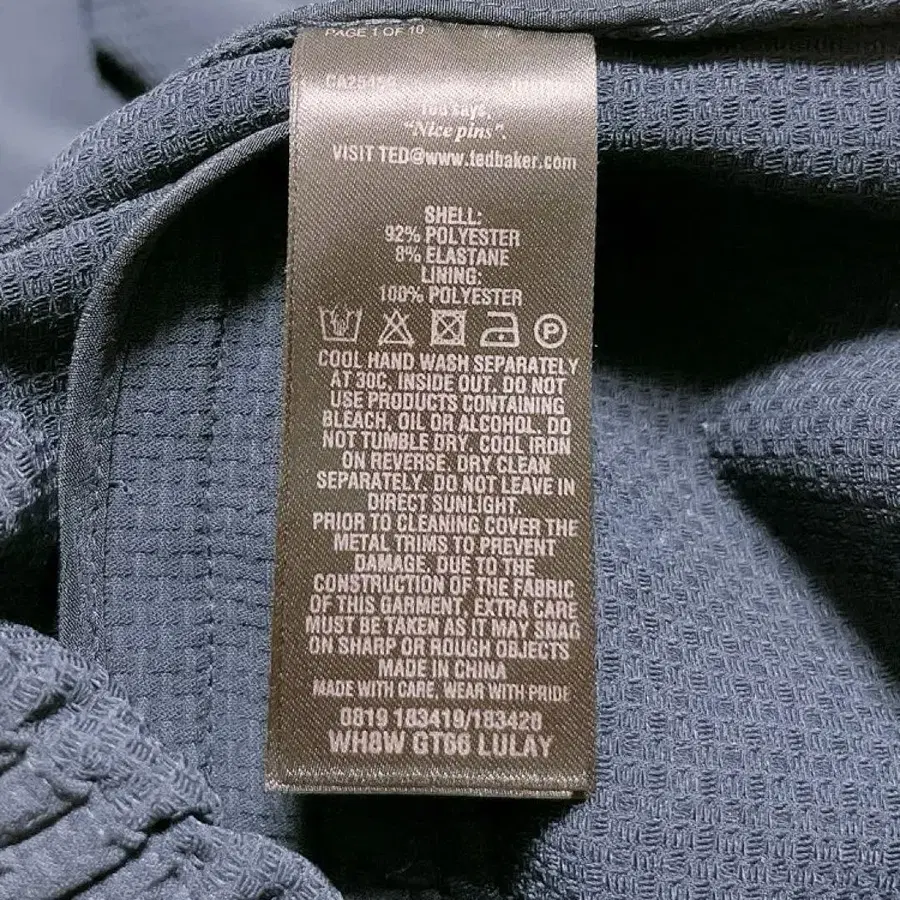 PAGE 1 OF 10
"Nice pins".
VISIT TED@www.tedbaker.com
SHELL:
92% POLYESTER
8% ELASTANE
LINING:
100% POLYESTER
P
COOL HAND WASH SEPARATELY
AT 30C, INSIDE OUT. DO NOT
USE PRODUCTS CONTAINING
BLEACH, OIL OR ALCOHOL. DO
NOT TUMBLE DRY. COOL IRON
ON REVERSE. DRY CLEAN
SEPARATELY. DO NOT LEAVE IN
DIRECT SUNLIGHT.
PRIOR TO CLEANING COVER THE
METAL TRIMS TO PREVENT
DAMAGE. DUE TO THE
CONSTRUCTION OF THE FABRIC
OF THIS GARMENT, EXTRA CARE
MUST BE TAKEN AS IT MAY SNAG
ON SHARP OR ROUGH OBJECTS
MADE IN CHINA
MADE WITH CARE, WEAR WITH PRIDE
0819 183419/183420
WH8W GT66 LULAY